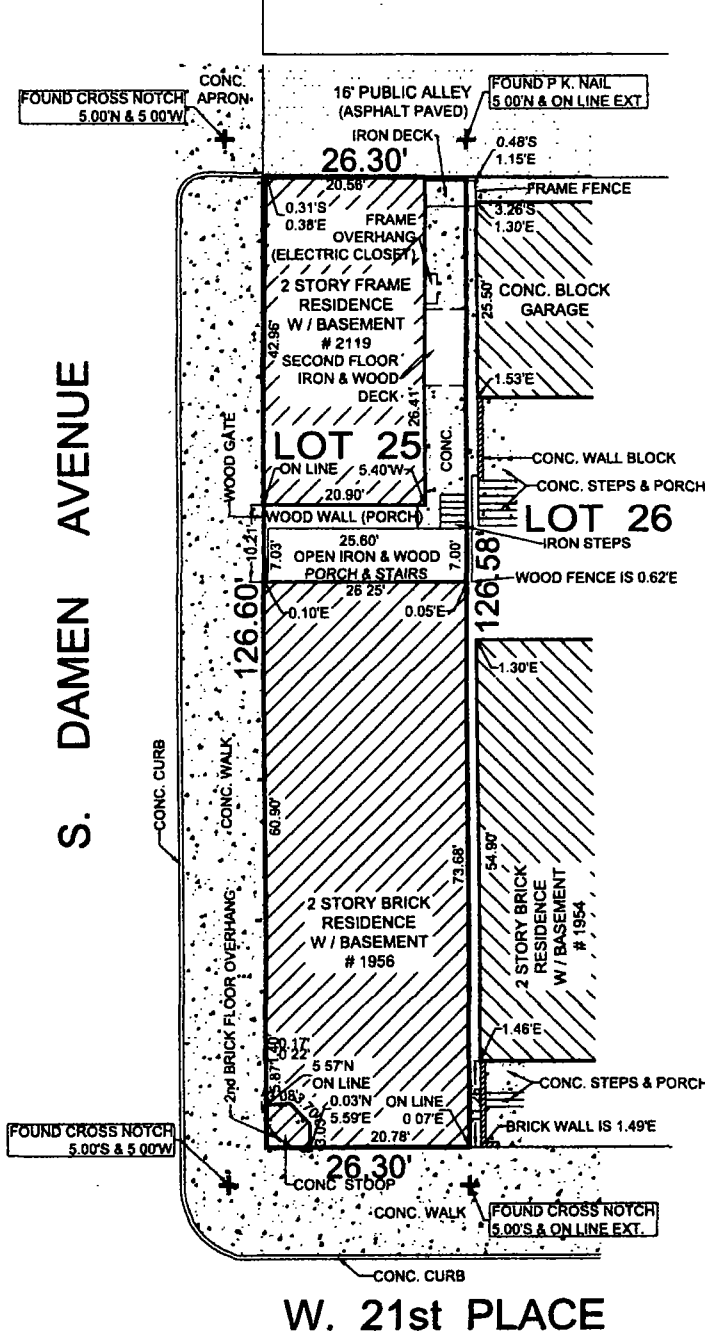 CONC.
APRON
FOUND CROSS NOTCH
5.00'N & 5 00'W
16' PUBLIC ALLEY
(ASPHALT PAVED)
FOUND P K. NAIL
5 00'N & ON LINE EXT
IRON DECK
26.30'
0.48'S
1.15'E
20.56'
FRAME FENCE
0.31'S
0.38'E
3.26'S
1.30'E
FRAME
OVERHANG
(ELECTRIC CLOSET)
2 STORY FRAME
RESIDENCE
W / BASEMENT
# 2119
SECOND FLOOR
IRON & WOOD
DECK
42.96'
26.41'
25.50'
CONC. BLOCK
GARAGE
1.53'E
S. DAMEN AVENUE
WOOD GATE
LOT 25
ON LINE
5.40'W
CONC.
CONC. WALL BLOCK
CONC. STEPS & PORCH
20.90'
LOT 26
WOOD WALL (PORCH)
IRON STEPS
10.21'
7.03'
25.60'
7.00'
OPEN IRON & WOOD
PORCH & STAIRS
WOOD FENCE IS 0.62'E
26 25'
126.60'
126.58'
0.10'E
0.05'E
1.30'E
CONC. CURB
CONC. WALK
60.90'
73.68'
54.90'
2 STORY BRICK
RESIDENCE
W / BASEMENT
# 1956
2 STORY BRICK
RESIDENCE
W / BASEMENT
# 1954
2nd BRICK FLOOR OVERHANG
1.46'E
0.17'
0 22'
1.40'
5.87'
5 57'N
ON LINE
0.03'N
5.59'E
ON LINE
0 07'E
CONC. STEPS & PORCH
BRICK WALL IS 1.49'E
20.78'
FOUND CROSS NOTCH
5.00'S & 5 00'W
26.30'
CONC STOOP
CONC. WALK
FOUND CROSS NOTCH
5.00'S & ON LINE EXT.
CONC. CURB
W. 21st PLACE